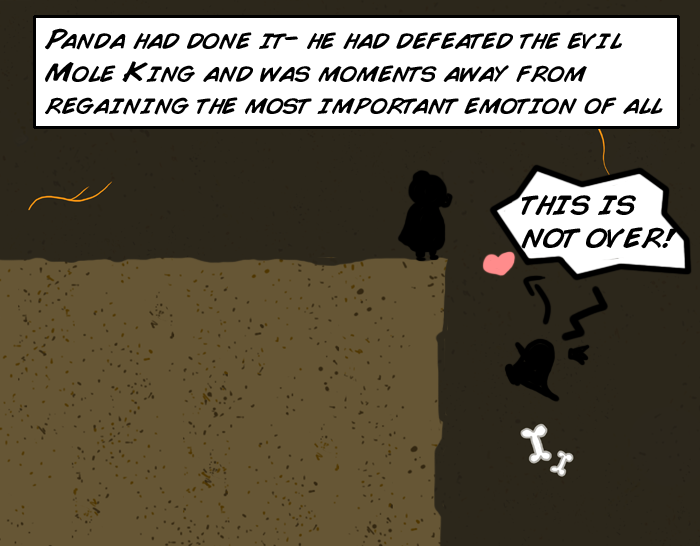 Panda had done it- he had defeated the evil
Mole King and was moments away from
regaining the most important emotion of all
THIS IS
NOT OVER!